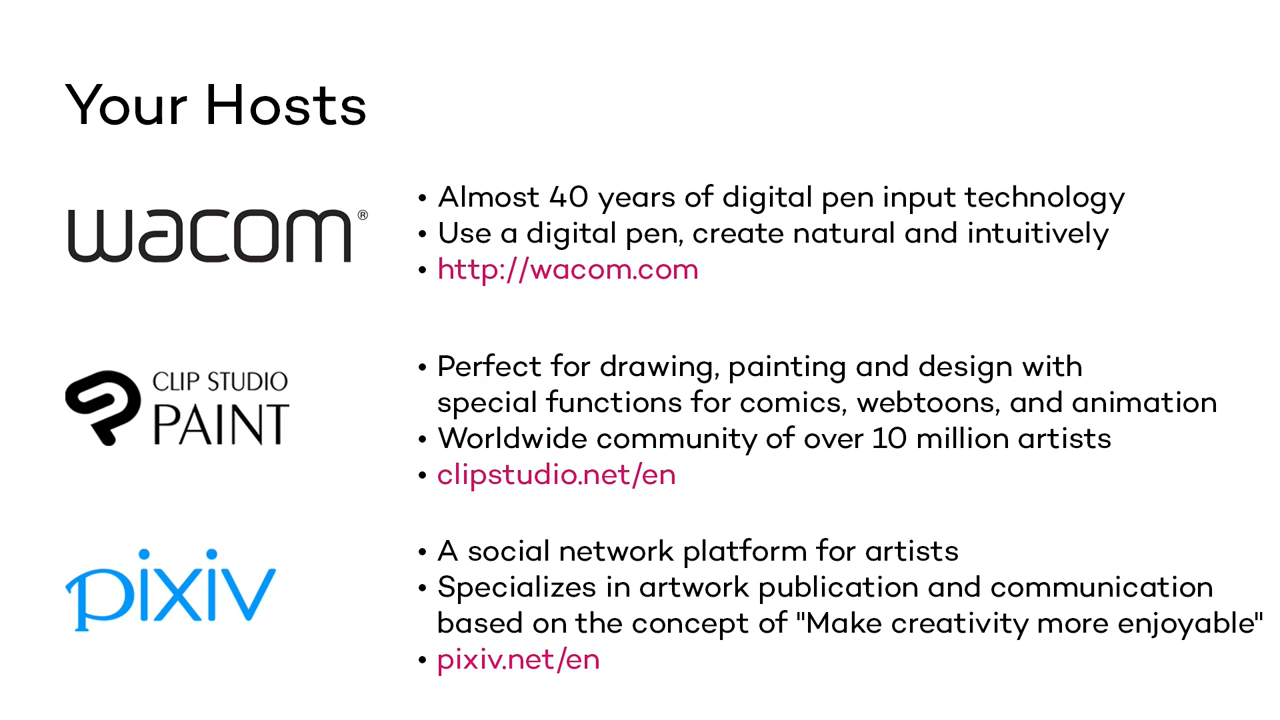 Your Hosts
wacom®
• Almost 40 years of digital pen input technology
• Use a digital pen, create natural and intuitively
• http://wacom.com
CLIP STUDIO
PAINT
• Perfect for drawing, painting and design with
special functions for comics, webtoons, and animation
• Worldwide community of over 10 million artists
• clipstudio.net/en
pixiv
• A social network platform for artists
• Specializes in artwork publication and communication
based on the concept of "Make creativity more enjoyable"
• pixiv.net/en